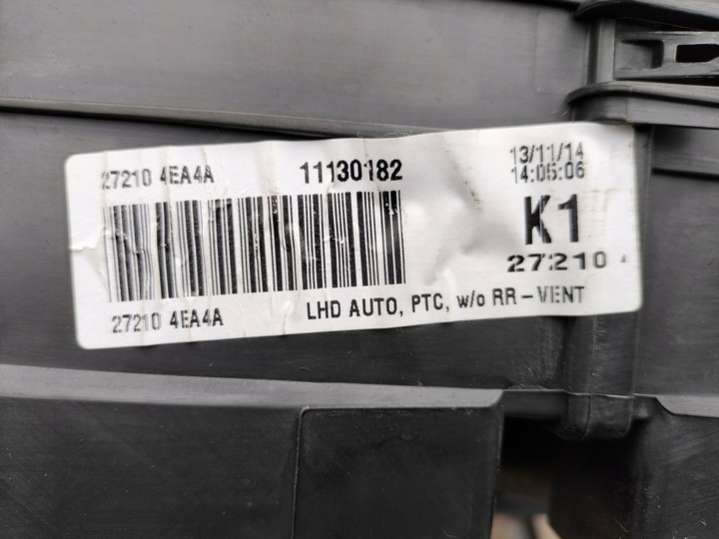 27210 4EA4A 11130182 13/11/14
14:05:06
K1
27210
27210 4EA4A LHD AUTO, PTC, w/o RR-VENT